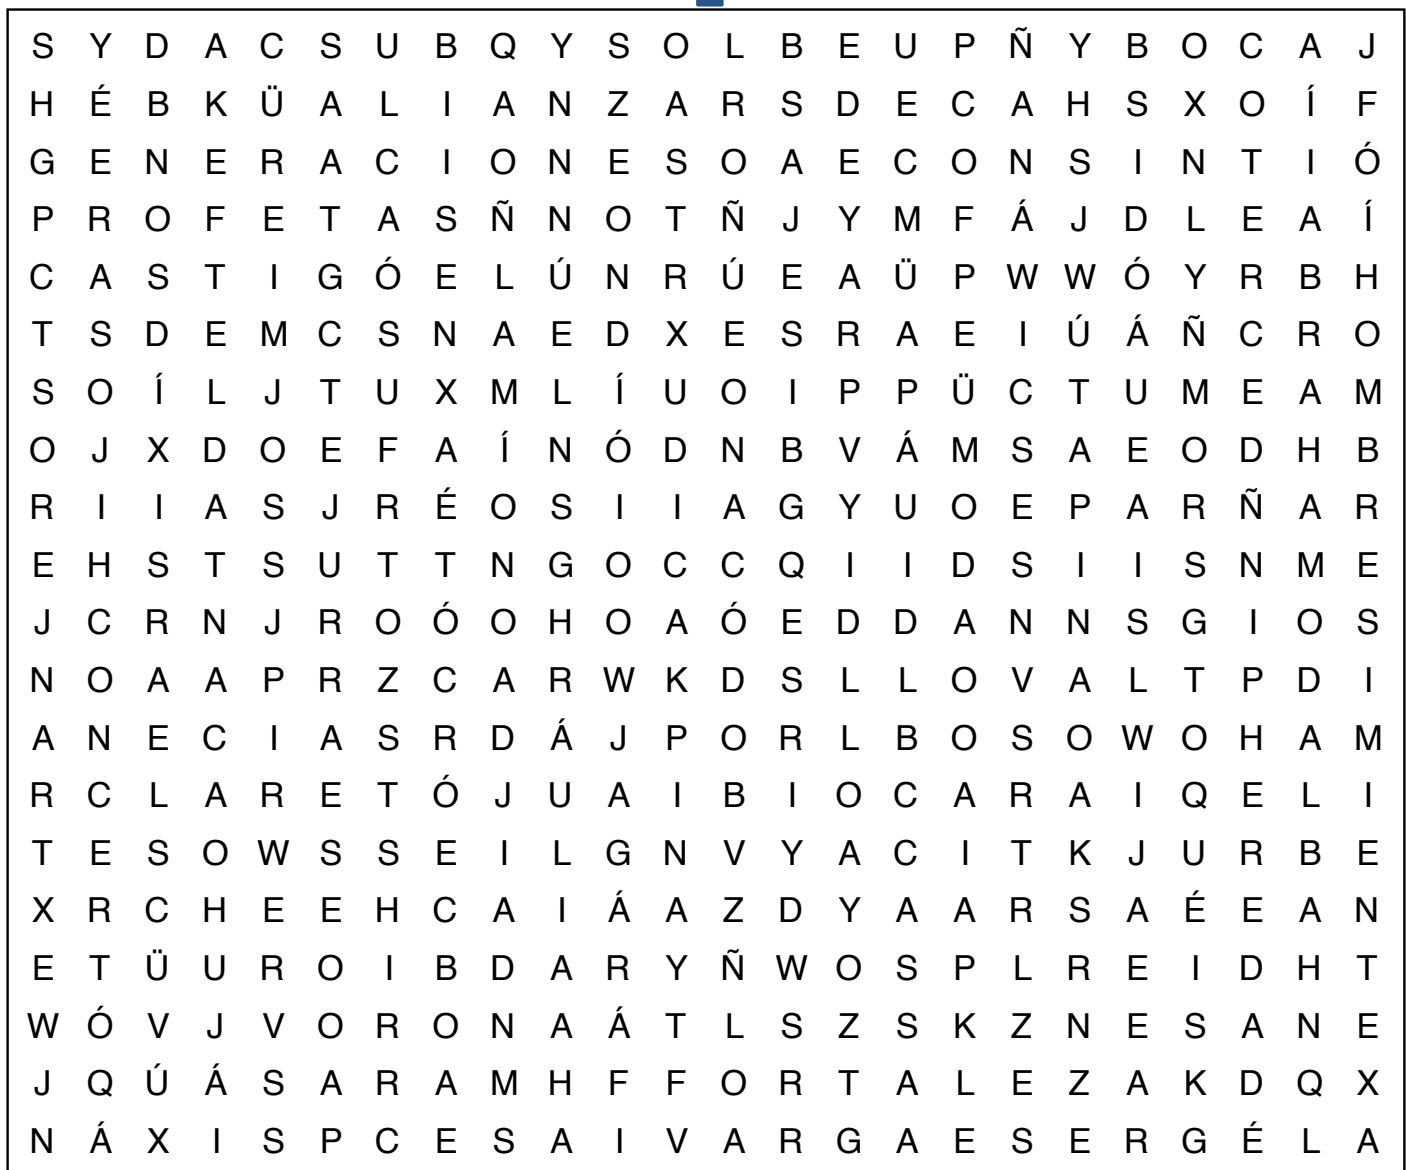 S Y D A C S U B Q Y S O L B E U P Ñ Y B O C A J
H É B K Ü A L I A N Z A R S D E C A H S X O Í F
G E N E R A C I O N E S O A E C O N S I N T I Ó
P R O F E T A S Ñ N O T Ñ J Y M F Á J D L E A Í
C A S T I G Ó E L Ú N R Ú E A Ü P W W Ó Y R B H
T S D E M C S N A E D X E S R A E I Ú Á Ñ C R O
S O Í L J T U X M L Í U O I P P Ü C T U M E A M
O J X D O E F A Í N Ó D N B V Á M S A E O D H B
R I I A S J R É O S I I A G Y U O E P A R Ñ A R
E H S T S U T T N G O C C Q I I D S I I S N M E
J C R N J R O Ó O H O A Ó E D D A N N S G I O S
N O A A P R Z C A R W K D S L L O V A L T P D I
A N E C I A S R D Á J P O R L B O S O W O H A M
R C L A R E T Ó J U A I B I O C A R A I Q E L I
T E S O W S S E I L G N V Y A C I T K J U R B E
X R C H E E H C A I Á A Z D Y A A R S A É E A N
E T Ü U R O I B D A R Y Ñ W O S P L R E I D H T
W Ó V J V O R O N A Á T L S Z S K Z N E S A N E
J Q Ú Á S A R A M H F F O R T A L E Z A K D Q X
N Á X I S P C E S A I V A R G A E S E R G É L A